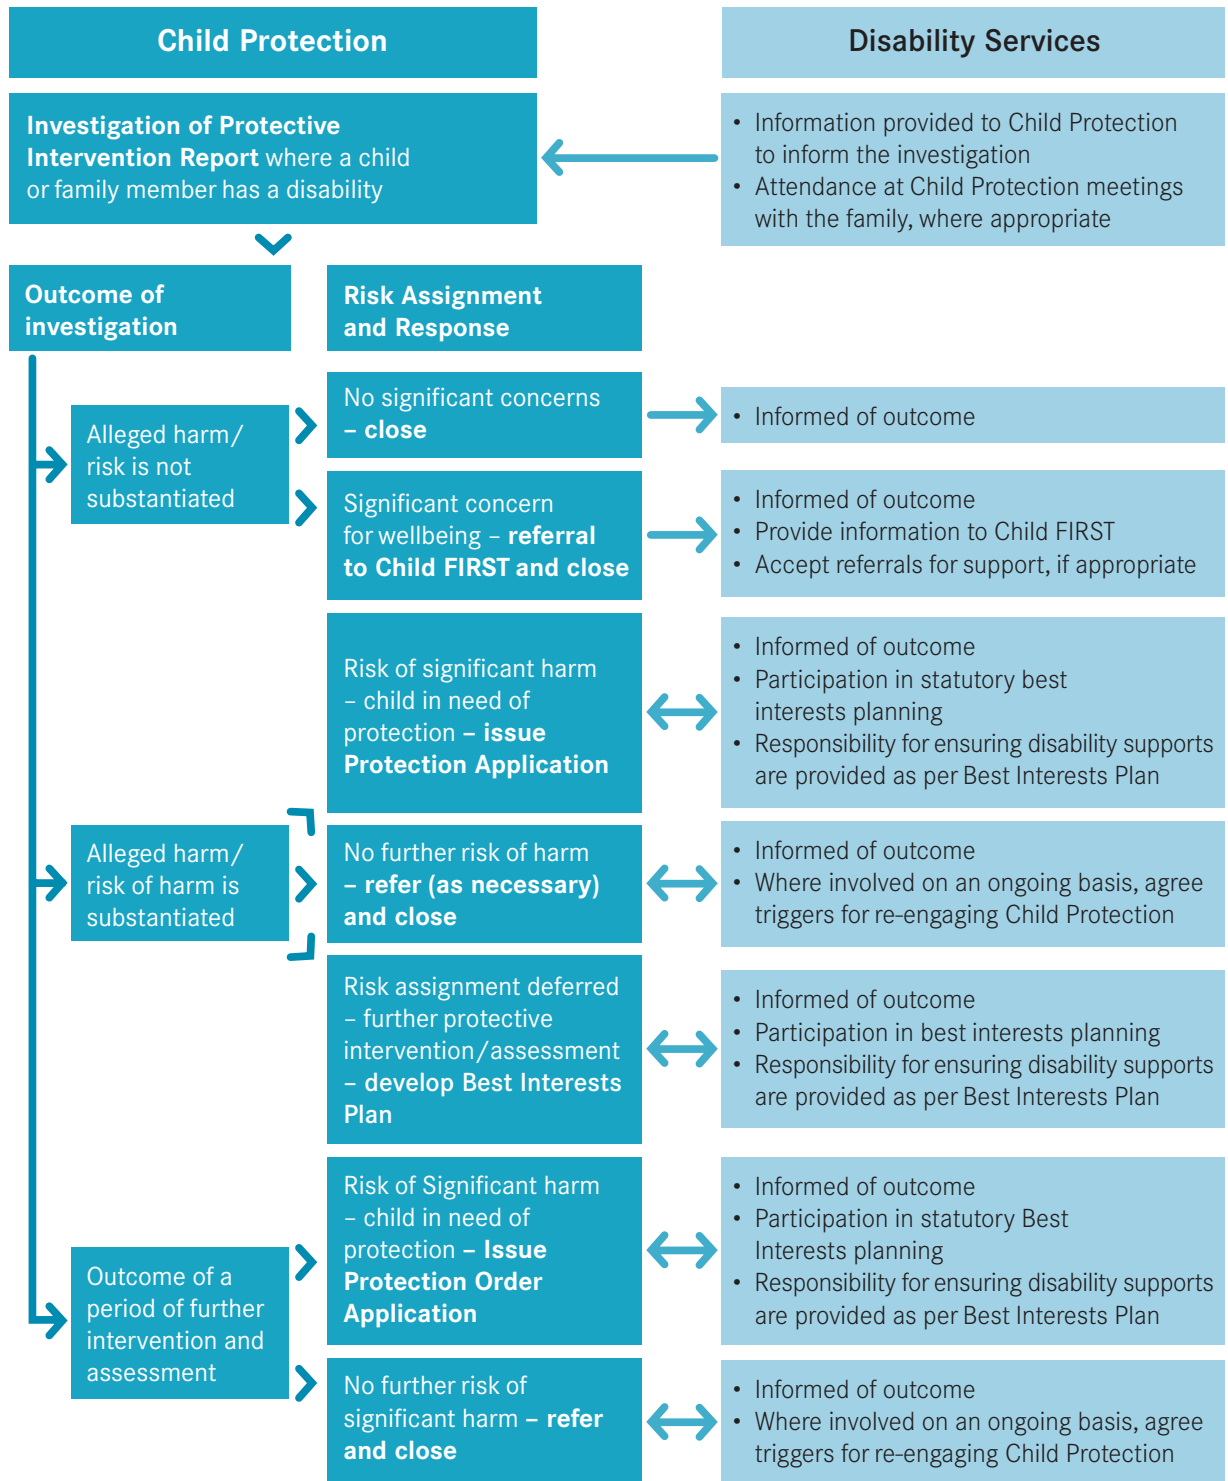 Child Protection
Disability Services
Investigation of Protective
Intervention Report where a child
or family member has a disability
• Information provided to Child Protection
to inform the investigation
• Attendance at Child Protection meetings
with the family, where appropriate
Outcome of
investigation
Risk Assignment
and Response
Alleged harm/
risk is not
substantiated
No significant concerns
– close
• Informed of outcome
Significant concern
for wellbeing – referral
to Child FIRST and close
• Informed of outcome
• Provide information to Child FIRST
• Accept referrals for support, if appropriate
Alleged harm/
risk of harm is
substantiated
Risk of significant harm
– child in need of
protection – issue
Protection Application
• Informed of outcome
• Participation in statutory best
interests planning
• Responsibility for ensuring disability supports
are provided as per Best Interests Plan
No further risk of harm
– refer (as necessary)
and close
• Informed of outcome
• Where involved on an ongoing basis, agree
triggers for re-engaging Child Protection
Risk assignment deferred
– further protective
intervention/assessment
– develop Best Interests
Plan
• Informed of outcome
• Participation in best interests planning
• Responsibility for ensuring disability supports
are provided as per Best Interests Plan
Outcome of a
period of further
intervention and
assessment
Risk of Significant harm
– child in need of
protection – Issue
Protection Order
Application
• Informed of outcome
• Participation in statutory Best
Interests planning
• Responsibility for ensuring disability supports
are provided as per Best Interests Plan
No further risk of
significant harm – refer
and close
• Informed of outcome
• Where involved on an ongoing basis, agree
triggers for re-engaging Child Protection